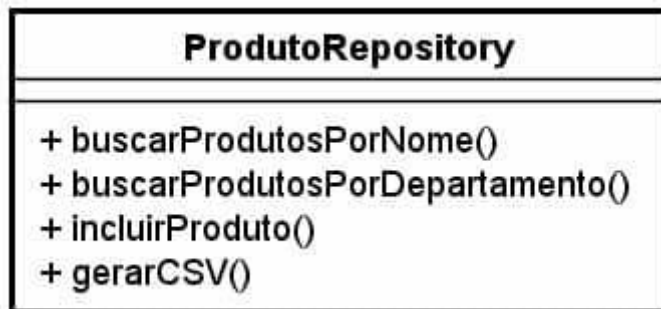 ProdutoRepository
+ buscarProdutosPorNome()
+ buscarProdutosPorDepartamento()
+ incluirProduto()
+ gerarCSV()